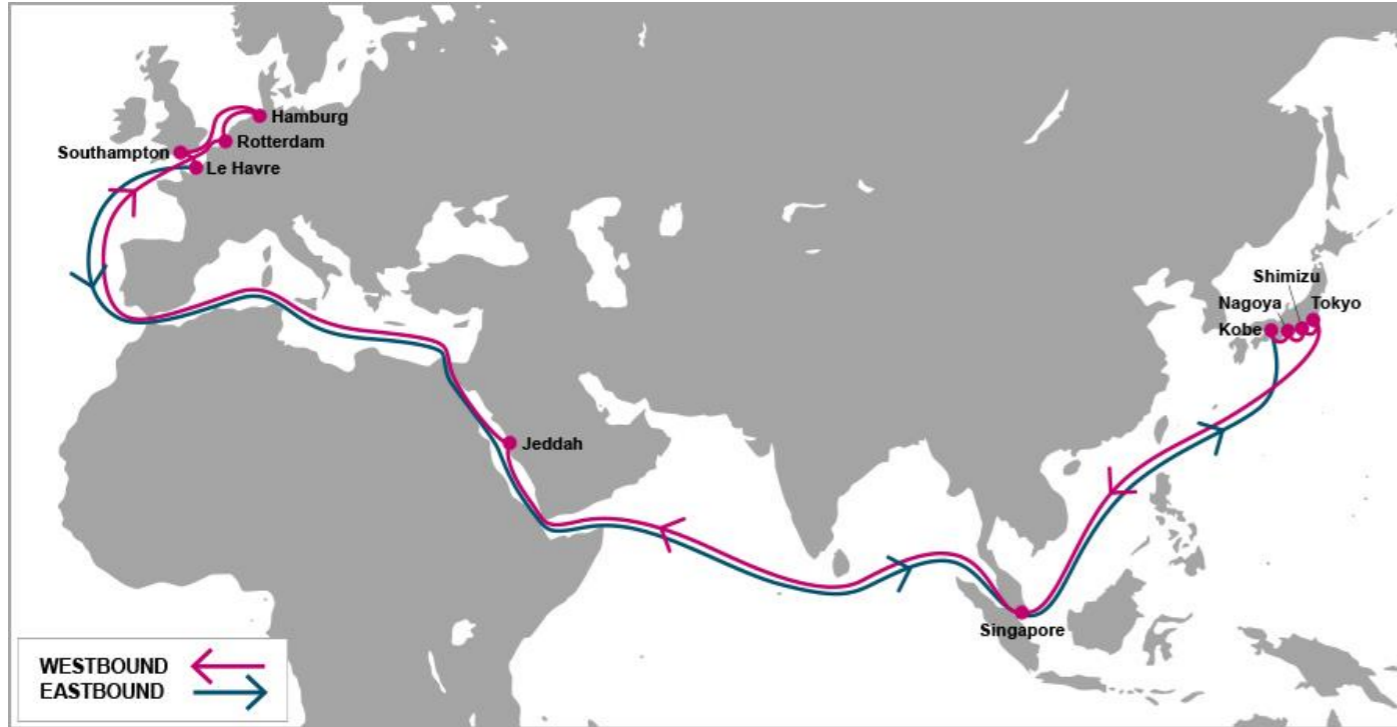 Hamburg
Rotterdam
Southampton
Le Havre
Shimizu
Nagoya
Tokyo
Kobe
Jeddah
Singapore
WESTBOUND
EASTBOUND